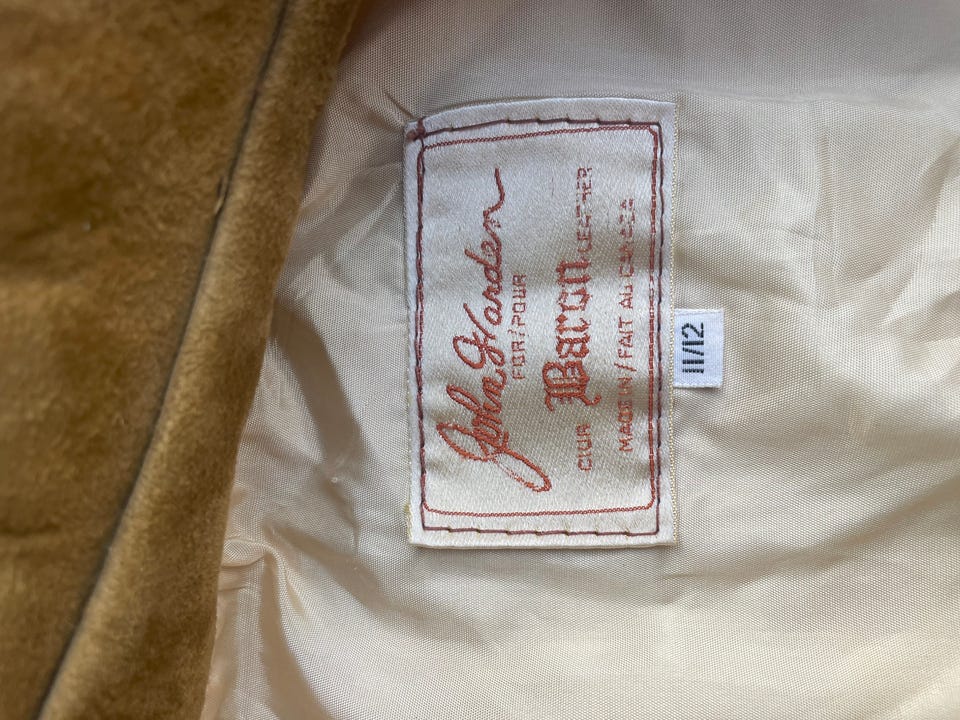 John Warden
FOR/POUR
CUIR Baron LEATHER
MADE IN/FAIT AU CANADA
11/12